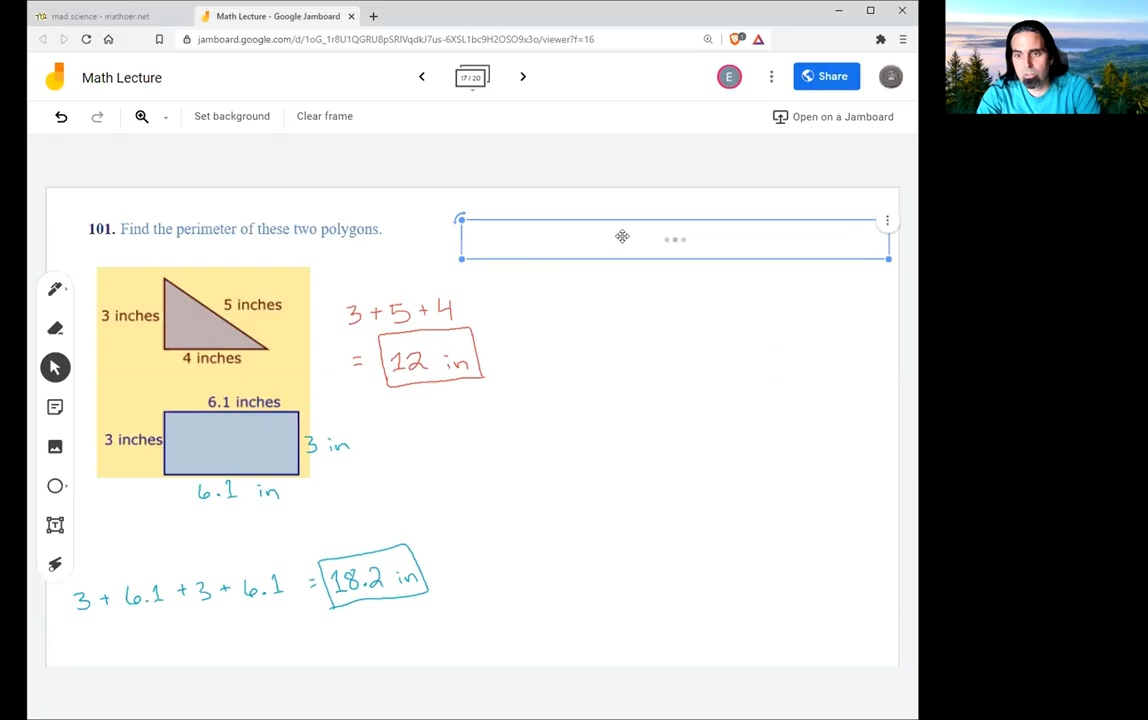 mad science - mathoer.net
Math Lecture - Google Jamboard
jamboard.google.com/d/1oG_1r8U1QGRU8pSRIVqdkJ7us-6XSL1bc9H2OSO9x3o/viewer?f=16
Math Lecture
17 / 20
E
Share
Set background
Clear frame
Open on a Jamboard
101. Find the perimeter of these two polygons.
3 inches
5 inches
4 inches
3 + 5 + 4
= 12 in
6.1 inches
3 inches
3 in
6.1 in
3 + 6.1 + 3 + 6.1 = 18.2 in